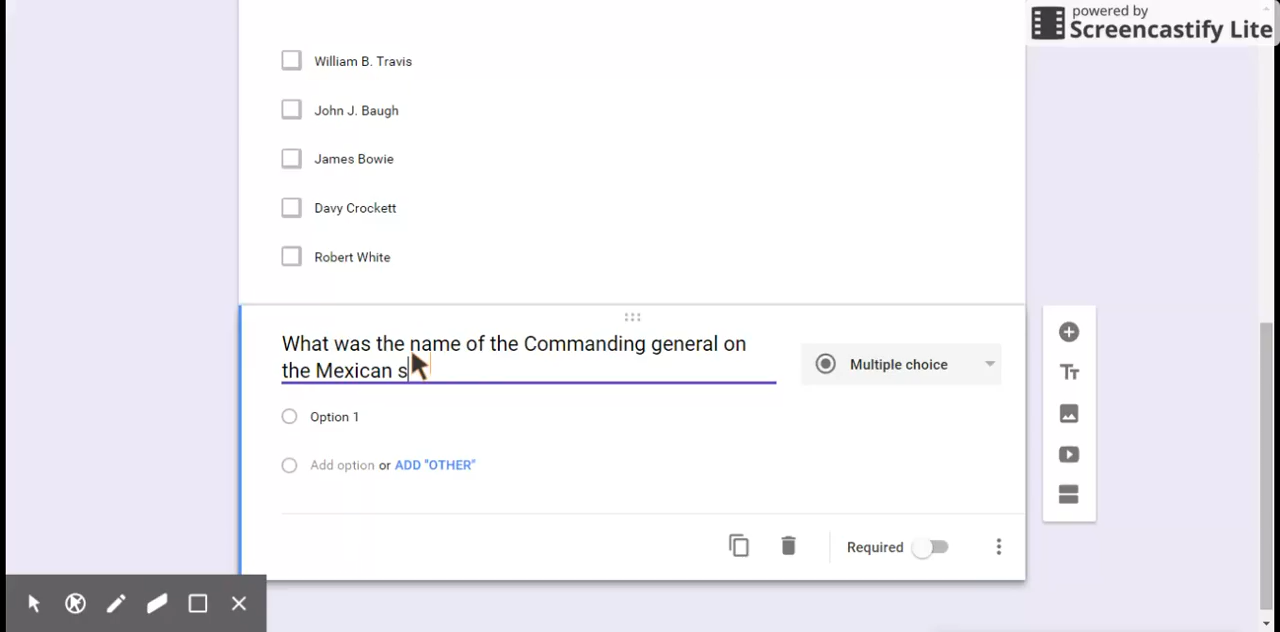 powered by
Screencastify Lite
William B. Travis
John J. Baugh
James Bowie
Davy Crockett
Robert White
What was the name of the Commanding general on
the Mexican s
Multiple choice
Option 1
Add option or ADD "OTHER"
Required